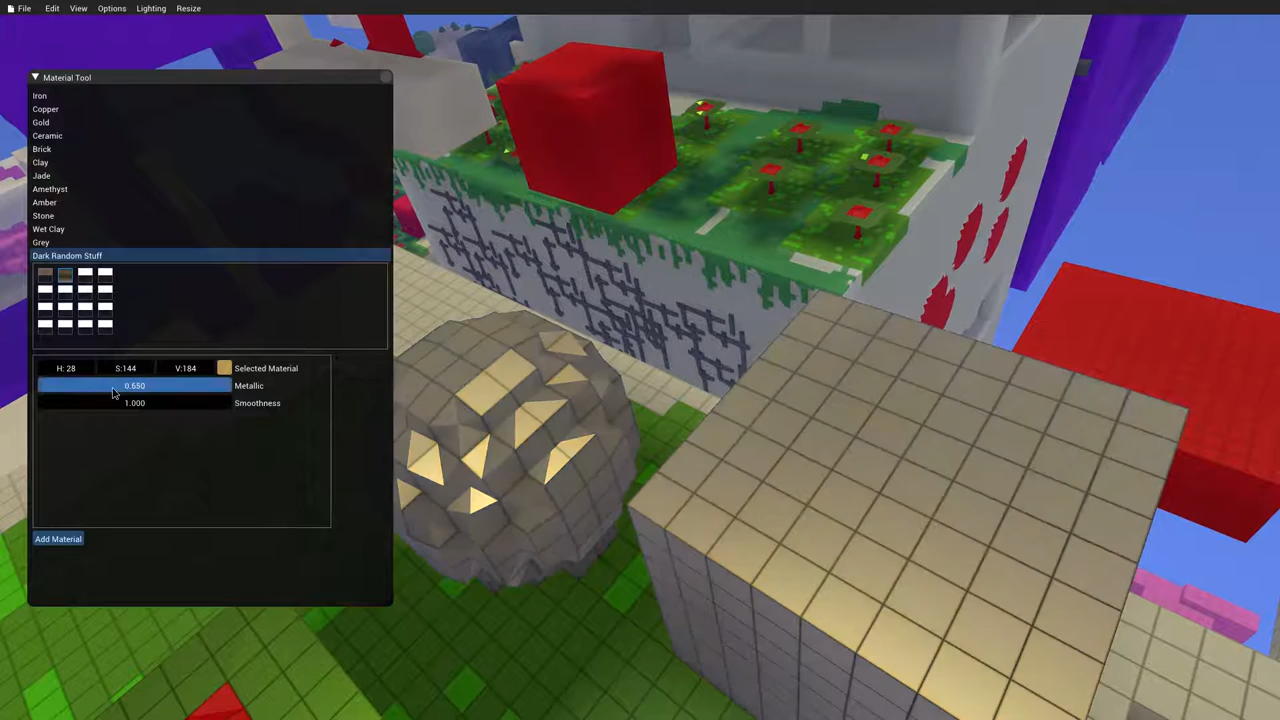 File Edit View Options Lighting Resize
Material Tool
Iron
Copper
Gold
Ceramic
Brick
Clay
Jade
Amethyst
Amber
Stone
Wet Clay
Grey
Dark Random Stuff
H: 28 S:144 V:184 Selected Material
0.650 Metallic
1.000 Smoothness
Add Material